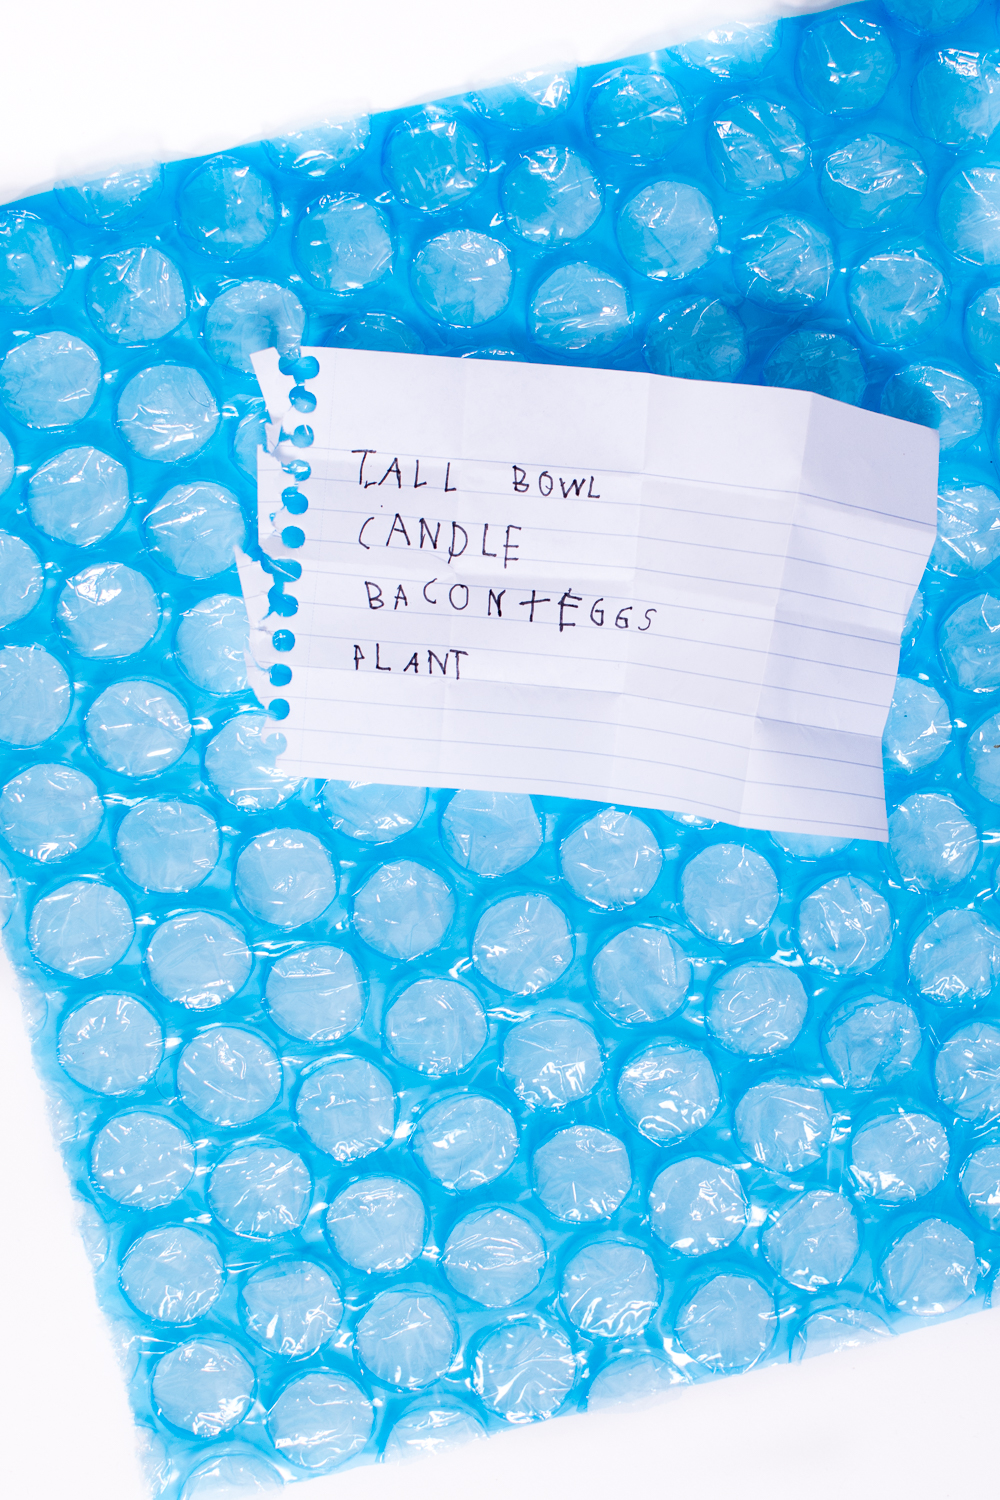 TALL BOWL
CANDLE
BACON+EGGS
PLANT